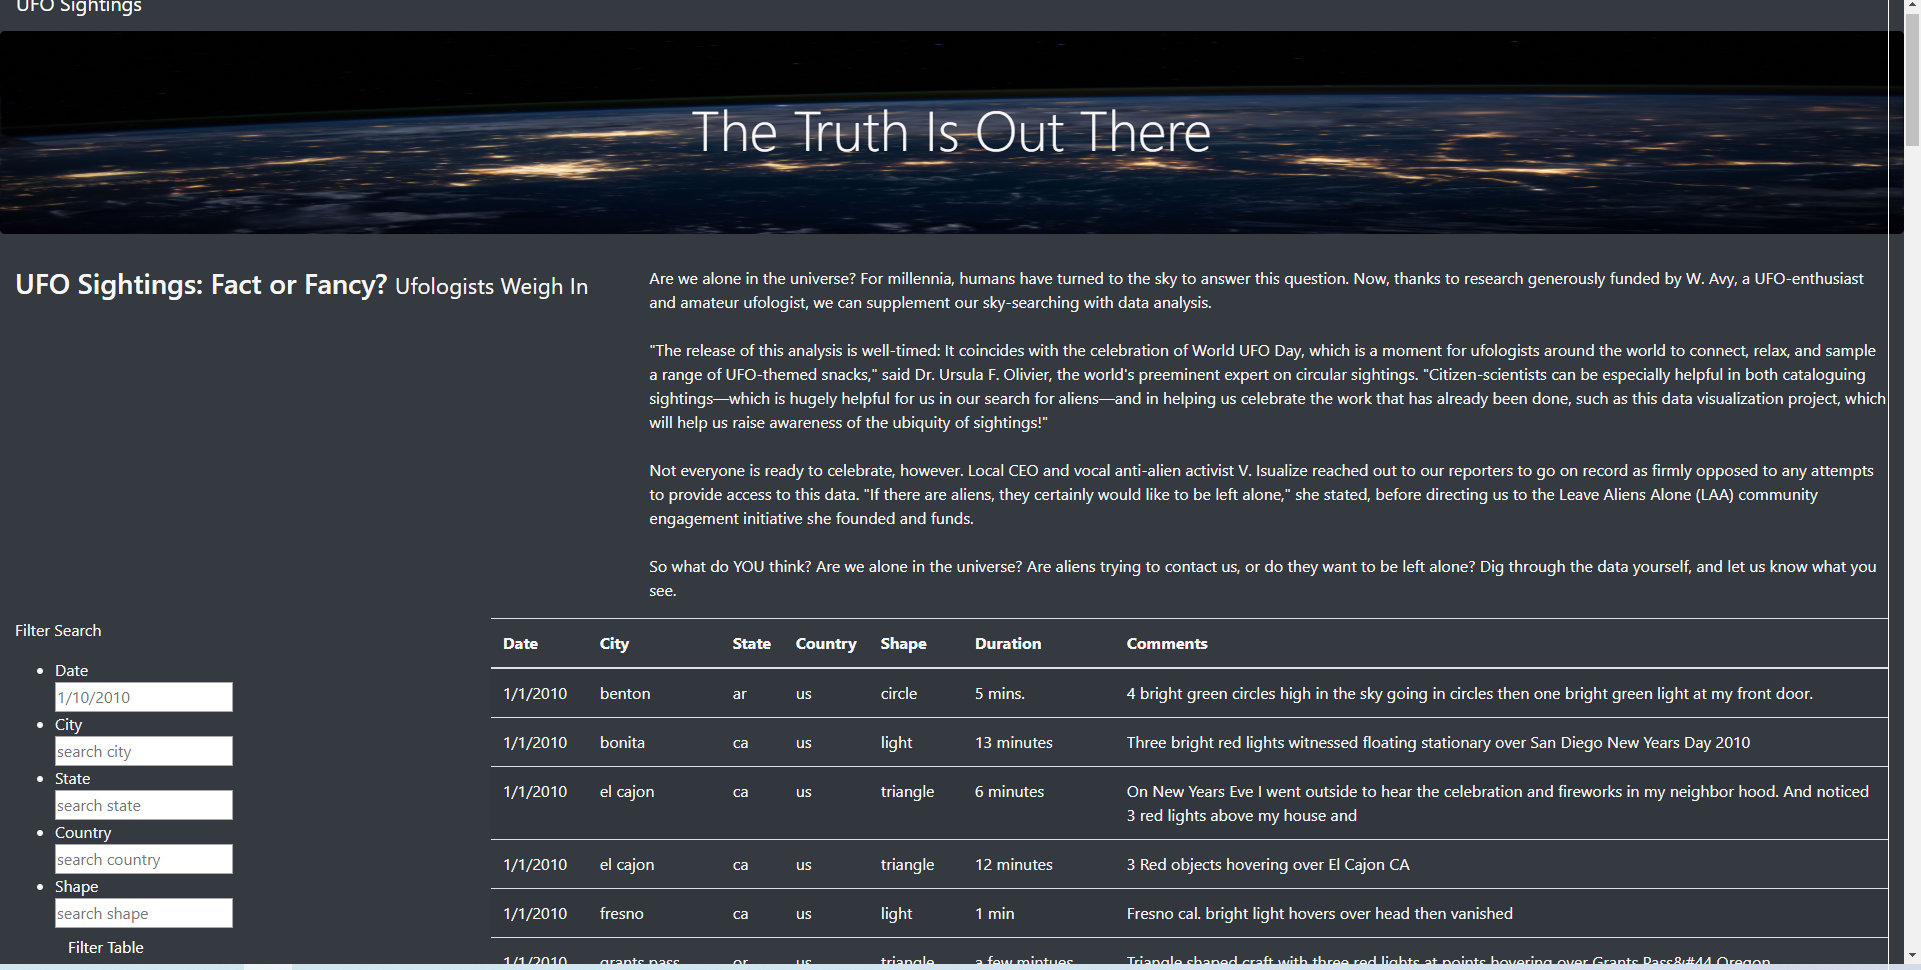 UFO Sightings
The Truth Is Out There
UFO Sightings: Fact or Fancy? Ufologists Weigh In
Are we alone in the universe? For millennia, humans have turned to the sky to answer this question. Now, thanks to research generously funded by W. Avy, a UFO-enthusiast
and amateur ufologist, we can supplement our sky-searching with data analysis.
"The release of this analysis is well-timed: It coincides with the celebration of World UFO Day, which is a moment for ufologists around the world to connect, relax, and sample
a range of UFO-themed snacks," said Dr. Ursula F. Olivier, the world's preeminent expert on circular sightings. "Citizen-scientists can be especially helpful in both cataloguing
sightings—which is hugely helpful for us in our search for aliens—and in helping us celebrate the work that has already been done, such as this data visualization project, which
will help us raise awareness of the ubiquity of sightings!"
Not everyone is ready to celebrate, however. Local CEO and vocal anti-alien activist V. Isualize reached out to our reporters to go on record as firmly opposed to any attempts
to provide access to this data. "If there are aliens, they certainly would like to be left alone," she stated, before directing us to the Leave Aliens Alone (LAA) community
engagement initiative she founded and funds.
So what do YOU think? Are we alone in the universe? Are aliens trying to contact us, or do they want to be left alone? Dig through the data yourself, and let us know what you
see.
Filter Search
Date
1/10/2010
City
search city
State
search state
Country
search country
Shape
search shape
Filter Table
Date City State Country Shape Duration Comments
1/1/2010 benton ar us circle 5 mins. 4 bright green circles high in the sky going in circles then one bright green light at my front door.
1/1/2010 bonita ca us light 13 minutes Three bright red lights witnessed floating stationary over San Diego New Years Day 2010
1/1/2010 el cajon ca us triangle 6 minutes On New Years Eve I went outside to hear the celebration and fireworks in my neighbor hood. And noticed
3 red lights above my house and
1/1/2010 el cajon ca us triangle 12 minutes 3 Red objects hovering over El Cajon CA
1/1/2010 fresno ca us light 1 min Fresno cal. bright light hovers over head then vanished
1/1/2010 grants pass or us triangle a few mintues Triangle shaped craft with three red lights at points hovering over Grants Pass&#44 Oregon